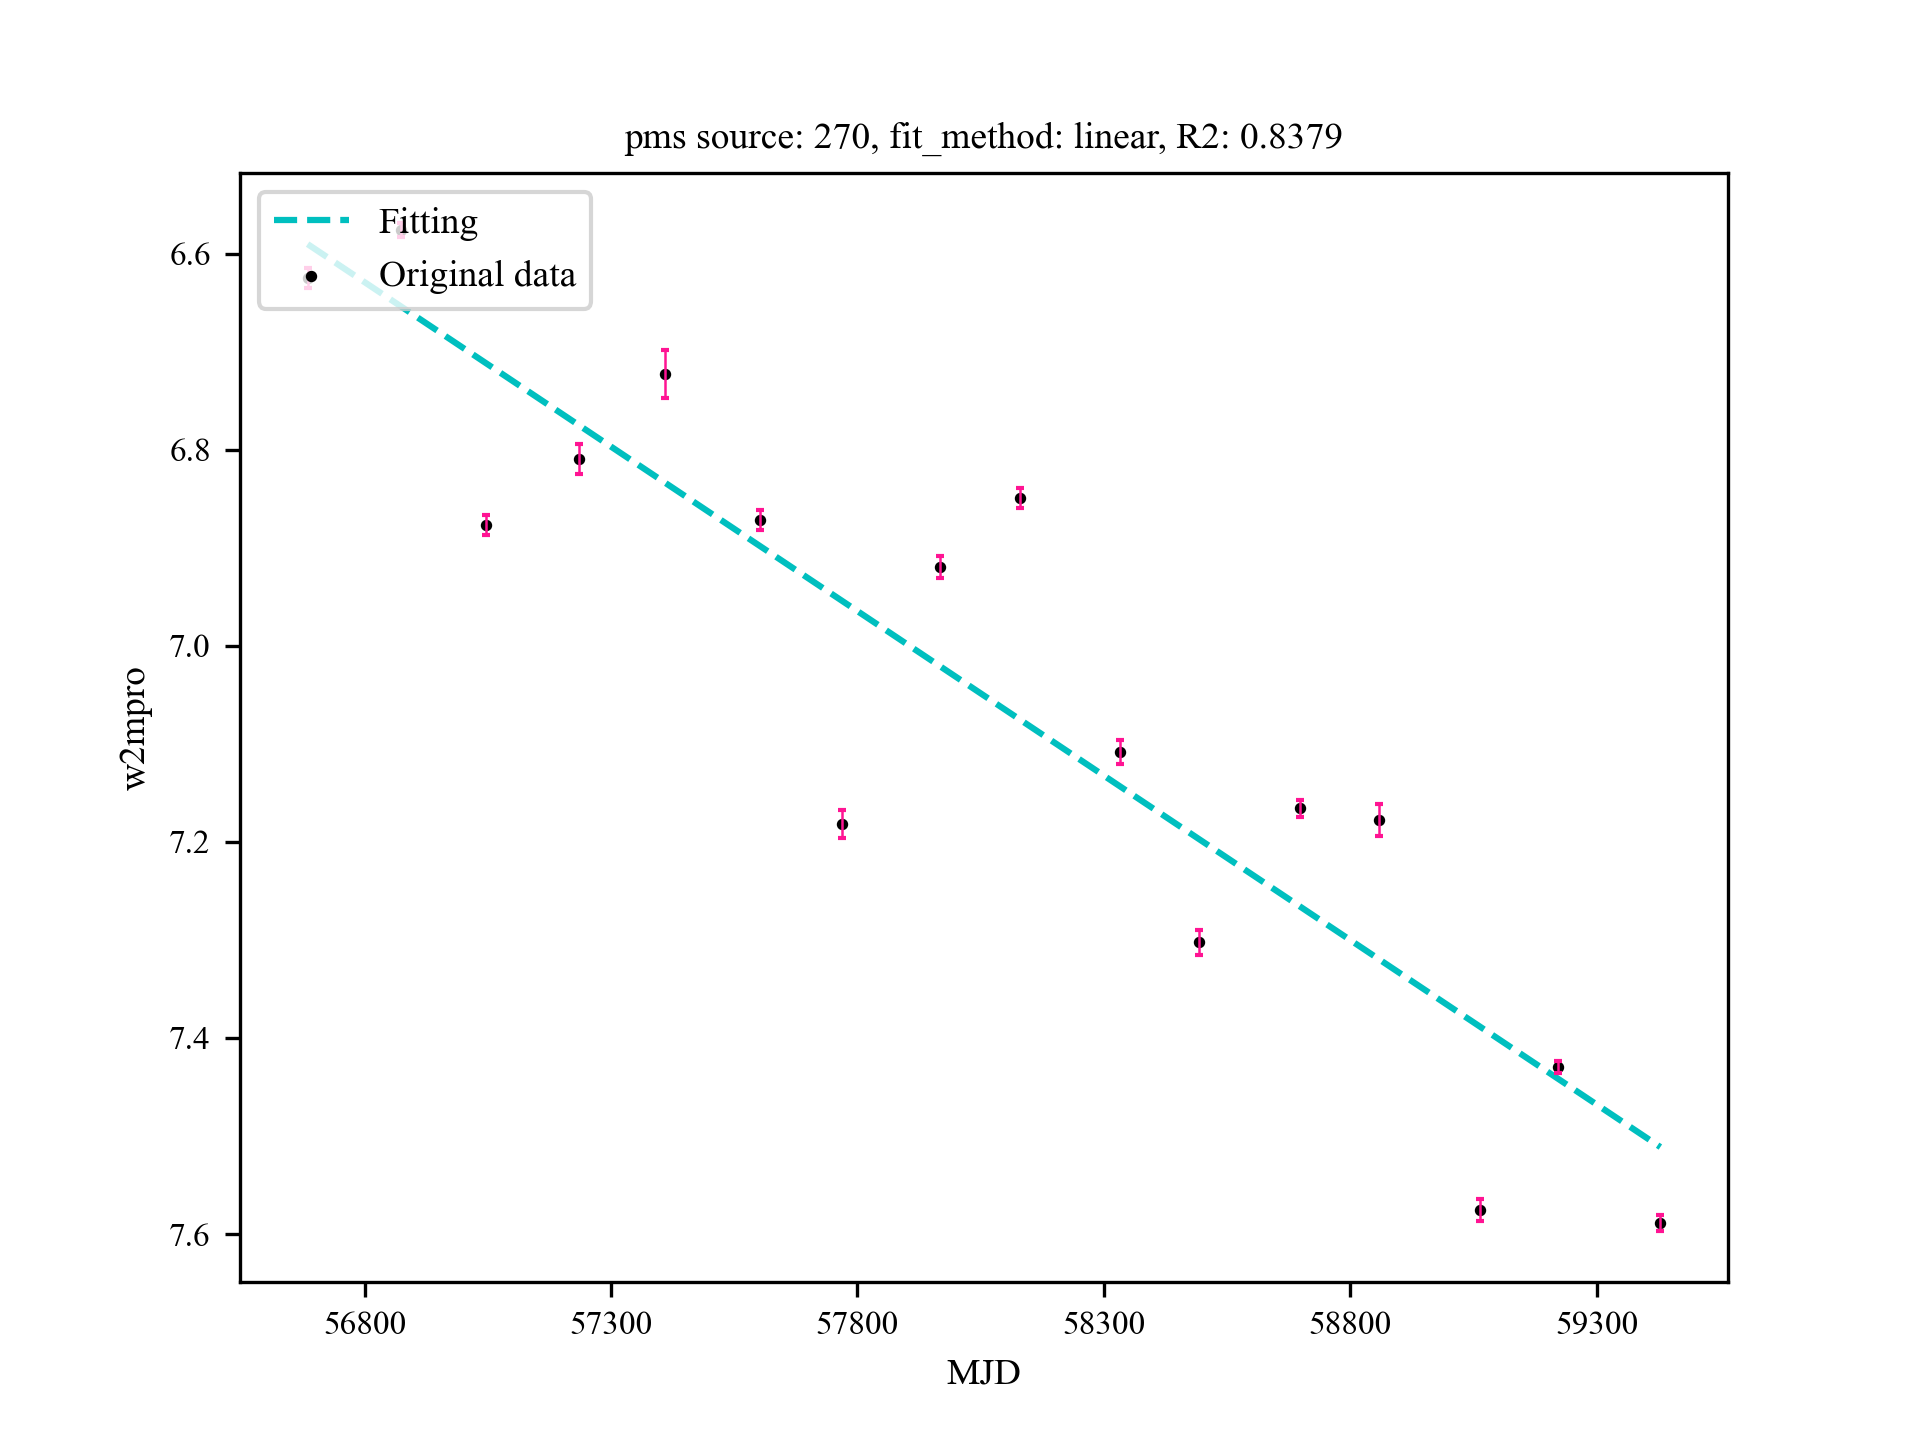 pms source: 270, fit_method: linear, R2: 0.8379
Fitting
Original data
6.6
6.8
7.0
7.2
7.4
7.6
w2mpro
56800 57300 57800 58300 58800 59300
MJD